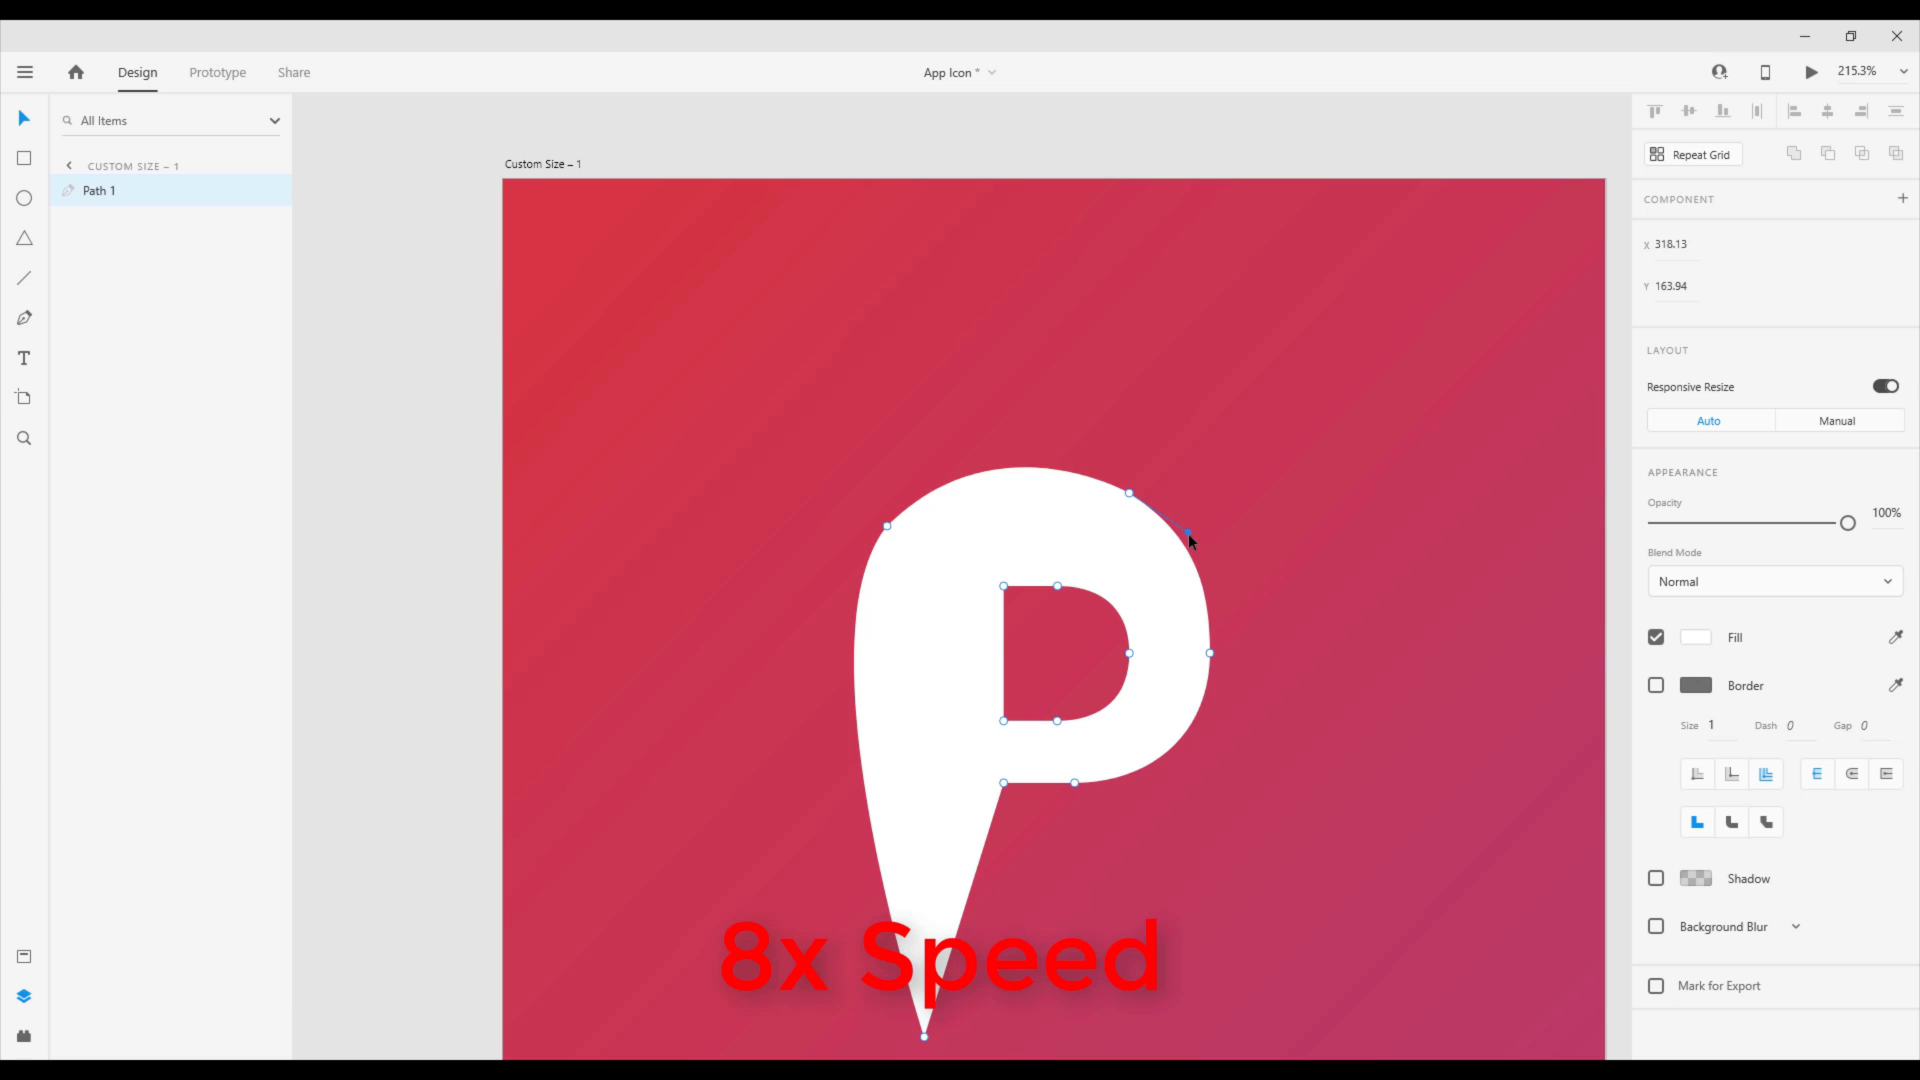 Design
Prototype
Share
App Icon *
215.3%
All Items
CUSTOM SIZE – 1
Path 1
Custom Size – 1
Repeat Grid
COMPONENT
X 318.13
Y 163.94
LAYOUT
Responsive Resize
Auto
Manual
APPEARANCE
Opacity
100%
Blend Mode
Normal
Fill
Border
Size 1
Dash 0
Gap 0
Shadow
Background Blur
Mark for Export
P
8x Speed